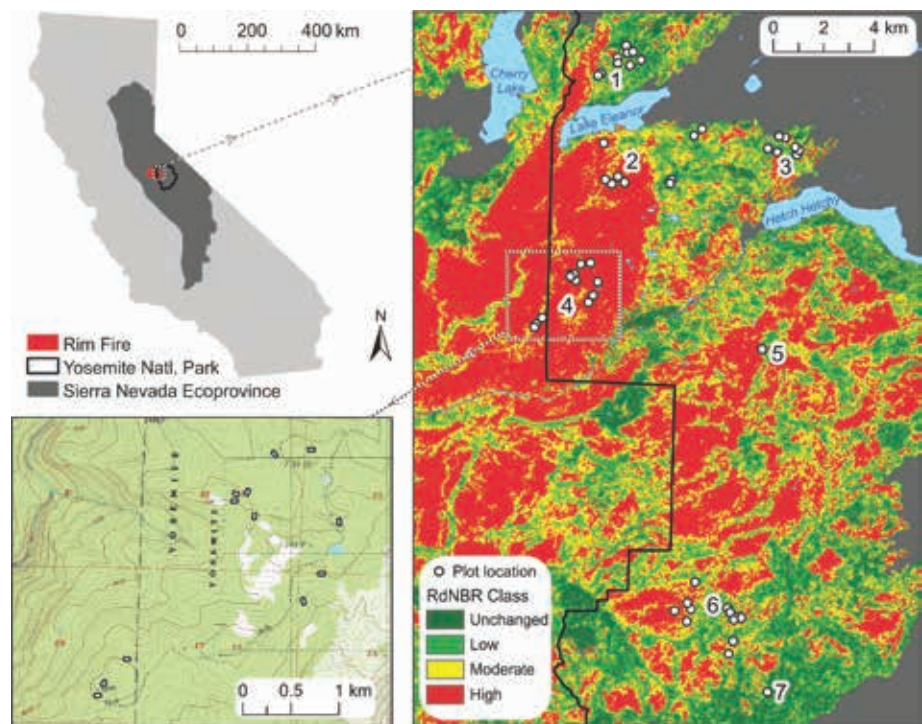 0 200 400 km
N
Rim Fire
Yosemite Natl. Park
Sierra Nevada Ecoprovince
YOSEMITE
YOSEMITE
0 0.5 1 km
0 2 4 km
Cherry
Lake
Lake Eleanor
1
2
3
Hetch Hetchy
4
5
6
7
Plot location
RdNBR Class
Unchanged
Low
Moderate
High